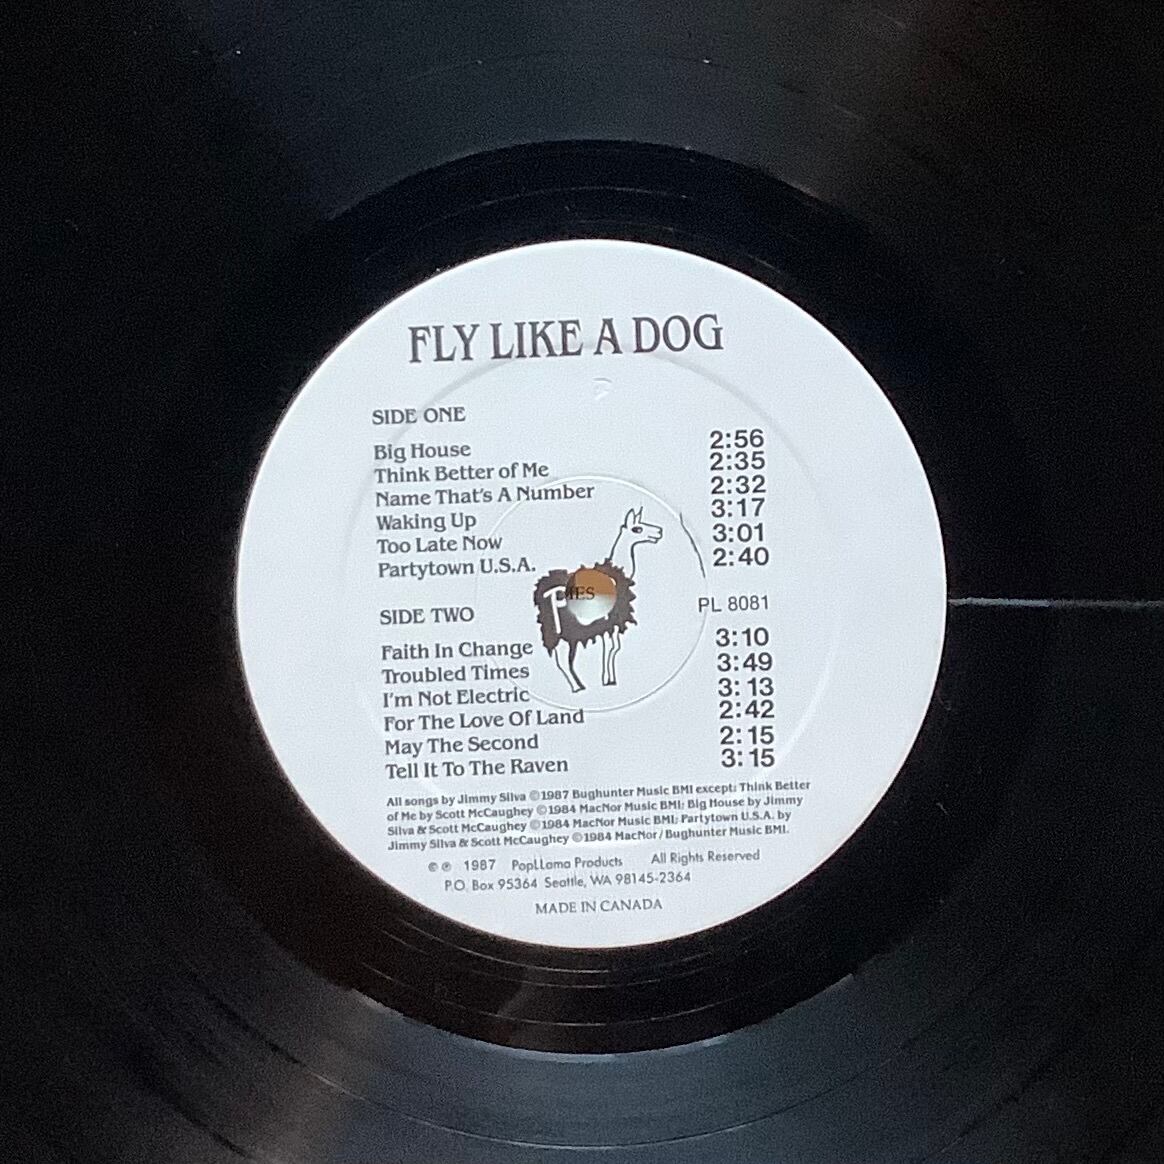 FLY LIKE A DOG
SIDE ONE
Big House 2:56
Think Better of Me 2:35
Name That's A Number 2:32
Waking Up 3:17
Too Late Now 3:01
Partytown U.S.A. 2:40
SIDE TWO PL 8081
Faith In Change 3:10
Troubled Times 3:49
I'm Not Electric 3:13
For The Love Of Land 2:42
May The Second 2:15
Tell It To The Raven 3:15
All songs by Jimmy Silva ©1987 Bughunter Music BMI except: Think Better
of Me by Scott McCaughey ©1984 MacNor Music BMI; Big House by Jimmy
Silva & Scott McCaughey ©1984 MacNor Music BMI; Partytown U.S.A. by
Jimmy Silva & Scott McCaughey ©1984 MacNor/Bughunter Music BMI.
© ℗ 1987 PopLLama Products All Rights Reserved
P.O. Box 95364 Seattle, WA 98145-2364
MADE IN CANADA